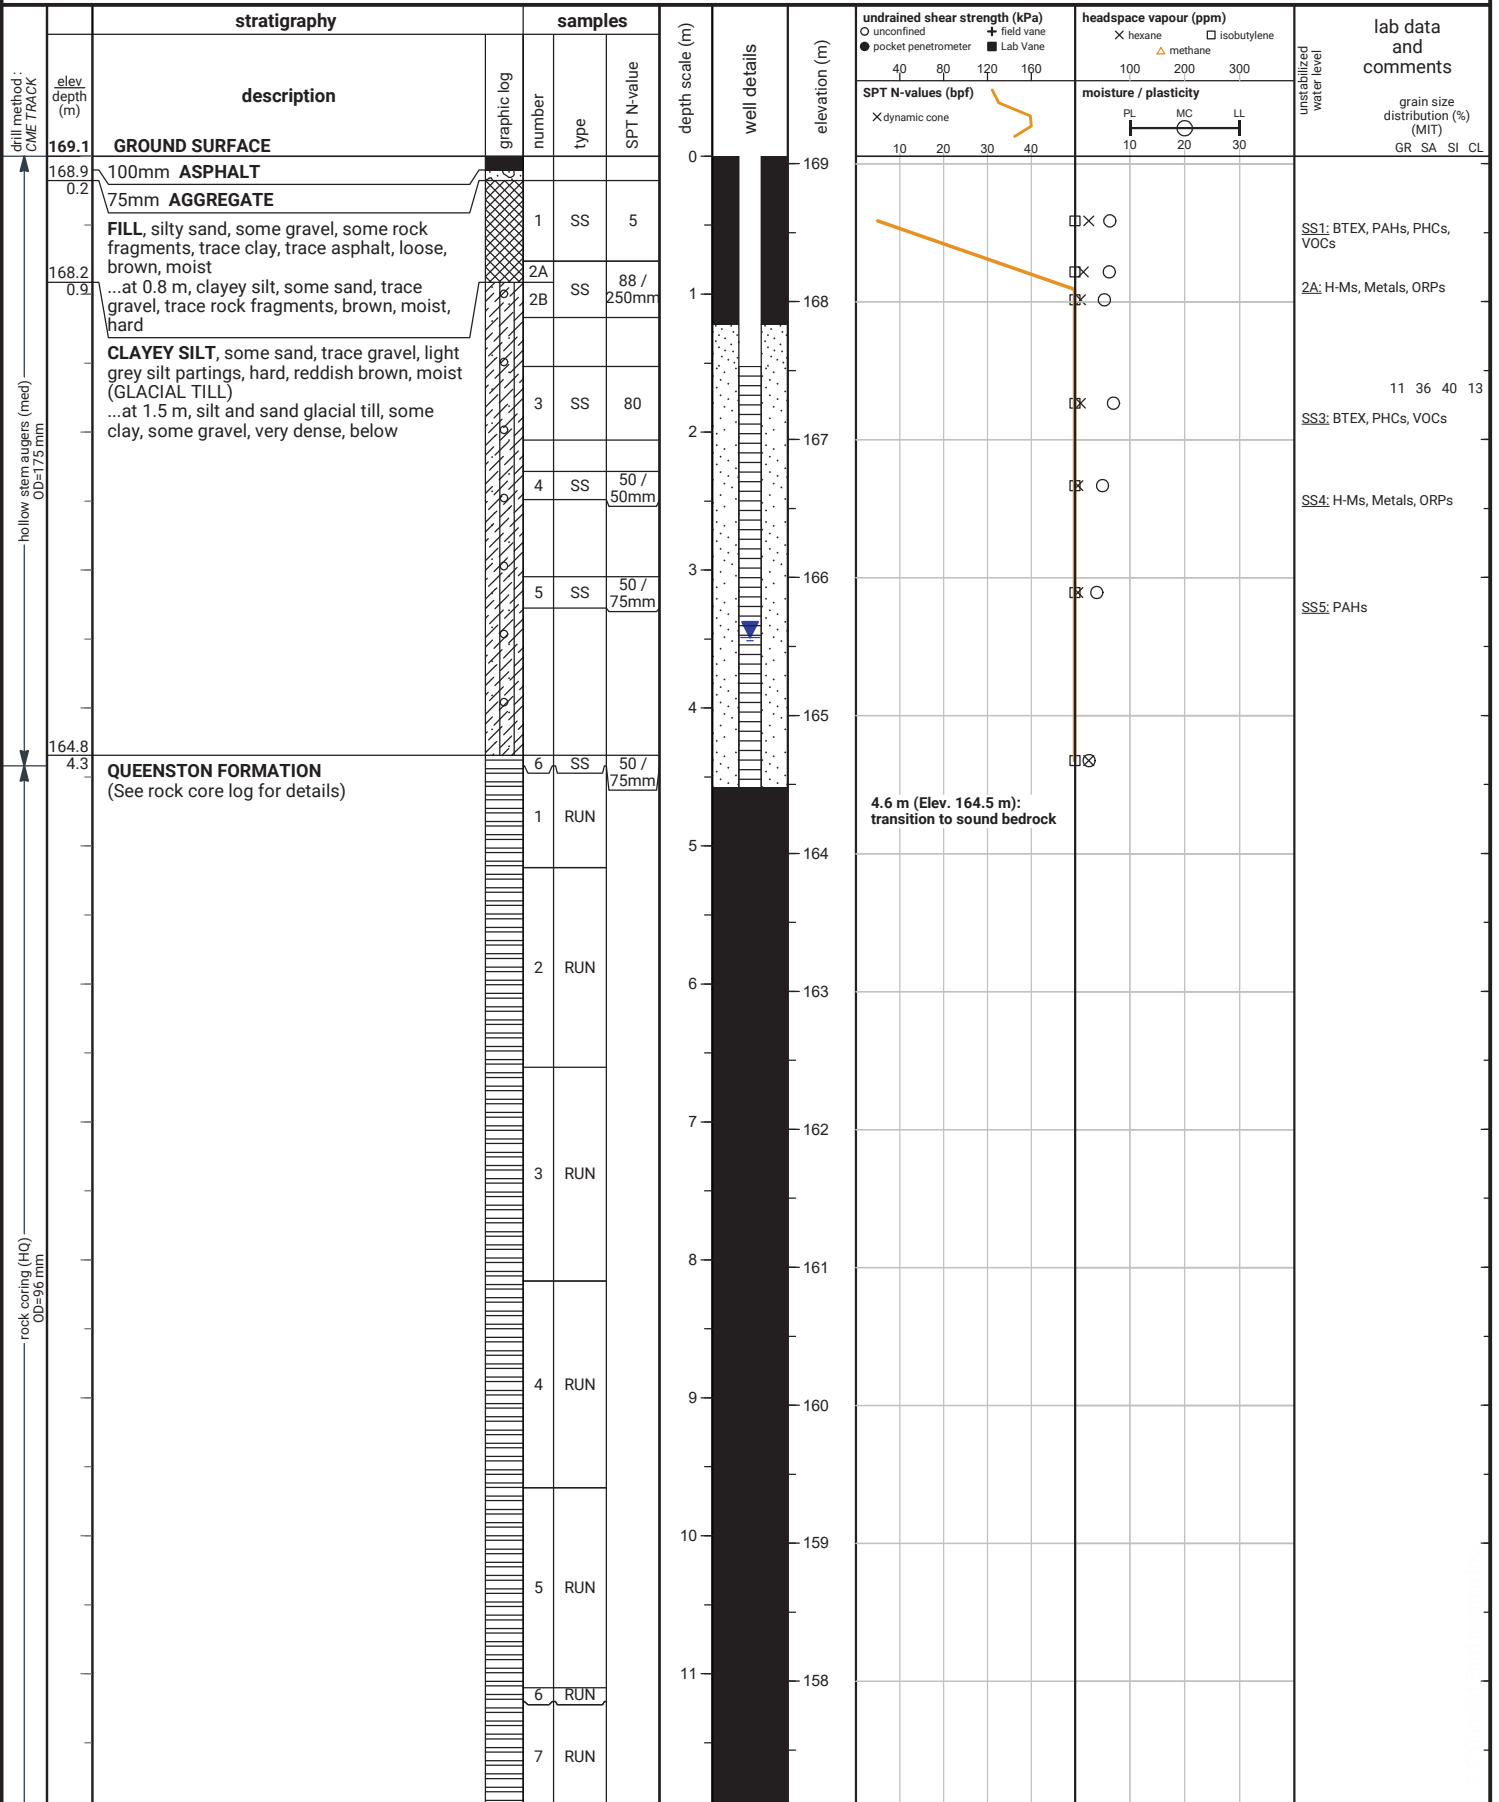 stratigraphy
samples
undrained shear strength (kPa)
unconfined
field vane
pocket penetrometer
Lab Vane
40 80 120 160
headspace vapour (ppm)
hexane
isobutylene
methane
100 200 300
lab data
and
comments
drill method :
CME TRACK
elev
depth
(m)
description
graphic log
number
type
SPT N-value
depth scale (m)
well details
elevation (m)
SPT N-values (bpf)
dynamic cone
10 20 30 40
moisture / plasticity
PL MC LL
10 20 30
unstabilized
water level
grain size
distribution (%)
(MIT)
GR SA SI CL
169.1 GROUND SURFACE
0
169
168.9
0.2
100mm ASPHALT
75mm AGGREGATE
FILL, silty sand, some gravel, some rock
fragments, trace clay, trace asphalt, loose,
brown, moist
...at 0.8 m, clayey silt, some sand, trace
gravel, trace rock fragments, brown, moist,
hard
1 SS 5
SS1: BTEX, PAHs, PHCs,
VOCs
168.2
0.9
2A
2B
SS
88 /
250mm
2A: H-Ms, Metals, ORPs
1
168
CLAYEY SILT, some sand, trace gravel, light
grey silt partings, hard, reddish brown, moist
(GLACIAL TILL)
...at 1.5 m, silt and sand glacial till, some
clay, some gravel, very dense, below
3 SS 80
11 36 40 13
SS3: BTEX, PHCs, VOCs
2
167
hollow stem augers (med)
OD=175 mm
4 SS 50 /
50mm
SS4: H-Ms, Metals, ORPs
3
166
5 SS 50 /
75mm
SS5: PAHs
4
165
164.8
4.3
QUEENSTON FORMATION
(See rock core log for details)
6 SS 50 /
75mm
4.6 m (Elev. 164.5 m):
transition to sound bedrock
1 RUN
5
164
2 RUN
6
163
7
162
3 RUN
8
161
rock coring (HQ)
OD=96 mm
4 RUN
9
160
10
159
5 RUN
11
158
6 RUN
7 RUN